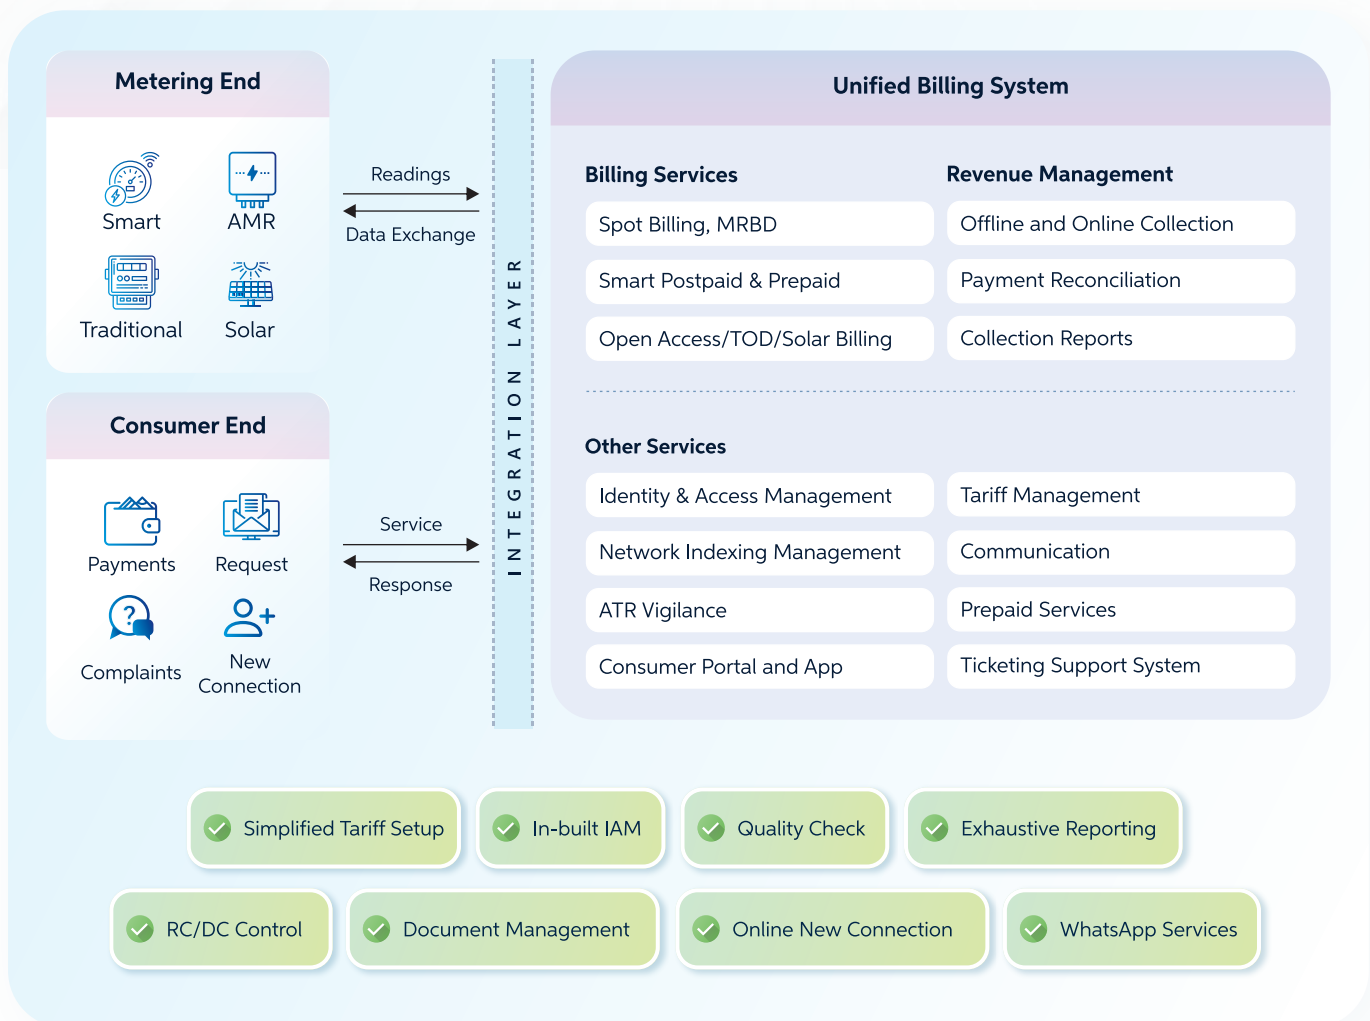 Metering End
Smart
AMR
Traditional
Solar
Readings
Data Exchange
Consumer End
Payments
Request
Complaints
New
Connection
Service
Response
INTEGRATION LAYER
Unified Billing System
Billing Services
Spot Billing, MRBD
Smart Postpaid & Prepaid
Open Access/TOD/Solar Billing
Revenue Management
Offline and Online Collection
Payment Reconciliation
Collection Reports
Other Services
Identity & Access Management
Network Indexing Management
ATR Vigilance
Consumer Portal and App
Tariff Management
Communication
Prepaid Services
Ticketing Support System
Simplified Tariff Setup
In-built IAM
Quality Check
Exhaustive Reporting
RC/DC Control
Document Management
Online New Connection
WhatsApp Services